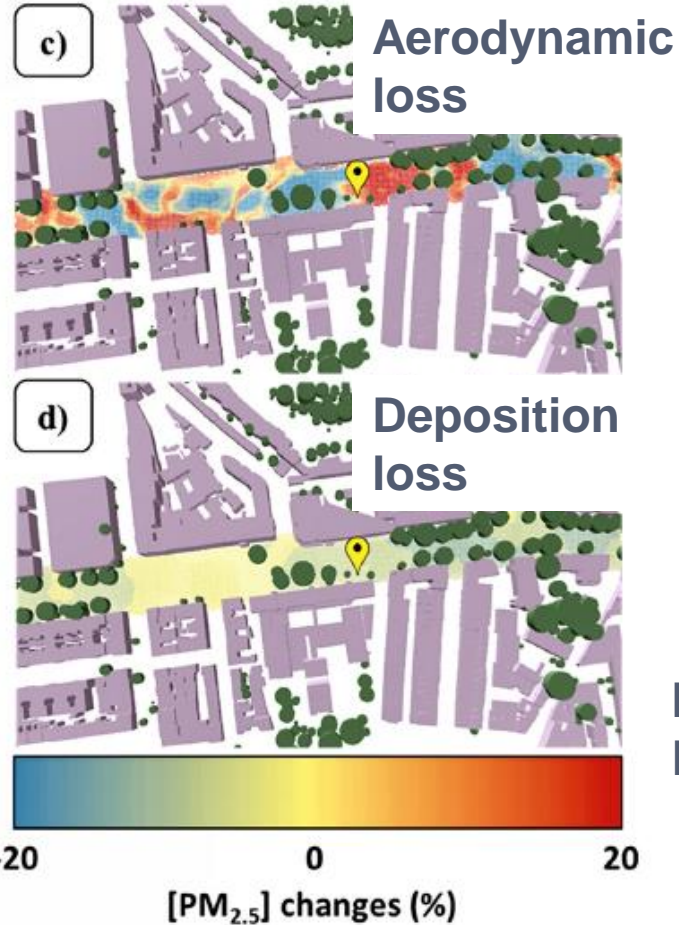 c)
Aerodynamic
loss
d)
Deposition
loss
-20 0 20
[PM₂.₅] changes (%)